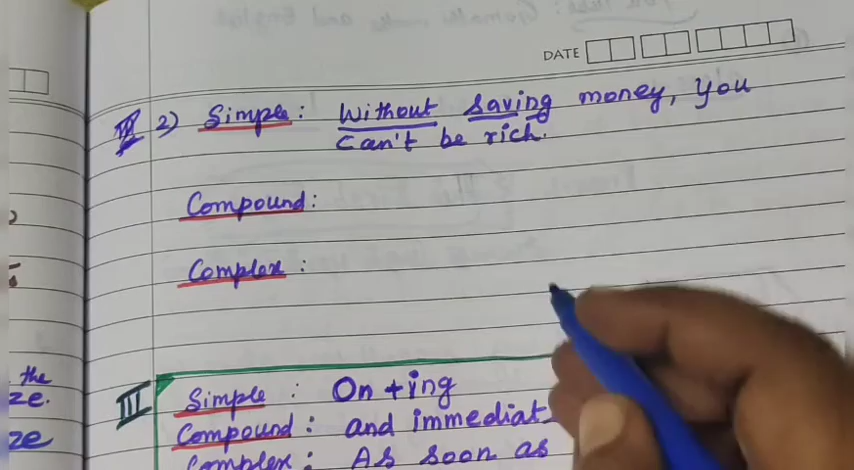 DATE
2) Simple: Without saving money, you
can't be rich.
Compound:
Complex:
the
ze.
ze
III Simple : On +ing
Compound : and immediat
Complex: As soon as